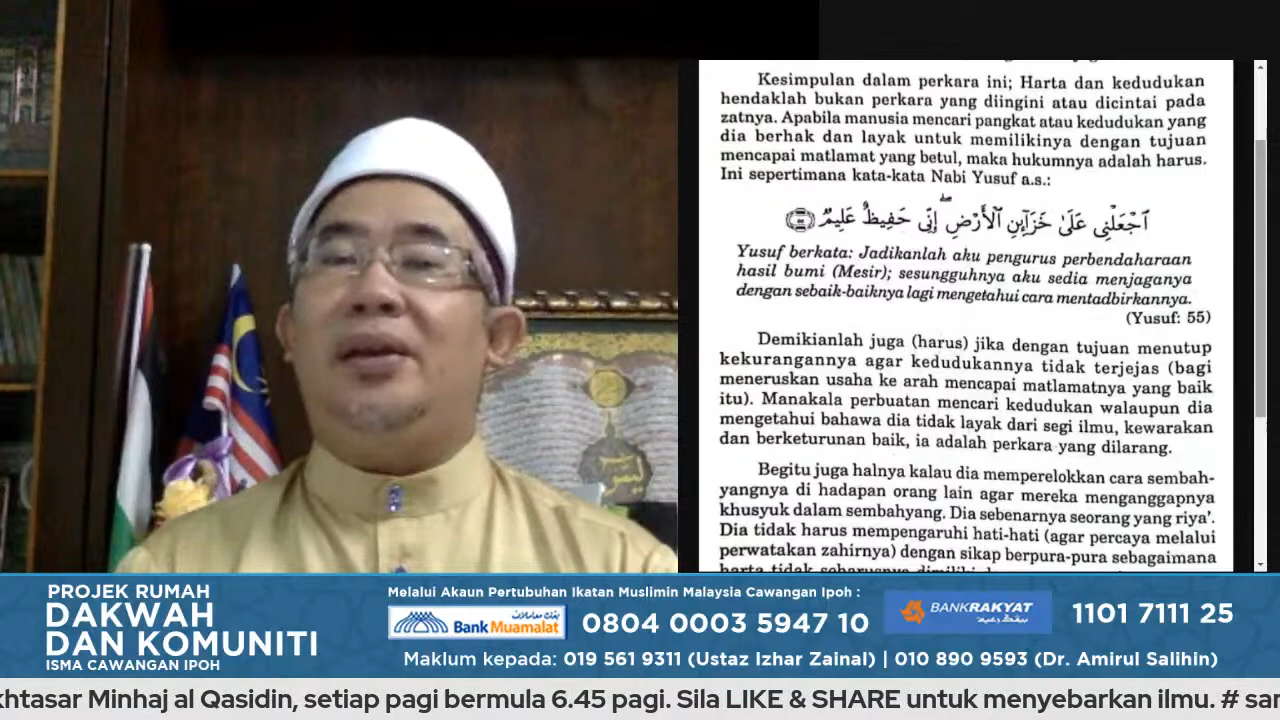 Kesimpulan dalam perkara ini; Harta dan kedudukan
hendaklah bukan perkara yang diingini atau dicintai pada
zatnya. Apabila manusia mencari pangkat atau kedudukan yang
dia berhak dan layak untuk memilikinya dengan tujuan
mencapai matlamat yang betul, maka hukumnya adalah harus.
Ini sepertimana kata-kata Nabi Yusuf a.s.:
ٱجۡعَلۡنِي عَلَىٰ خَزَآئِنِ ٱلۡأَرۡضِۖ إِنِّي حَفِيظٌ عَلِيمٞ ۝٥٥
Yusuf berkata: Jadikanlah aku pengurus perbendaharaan
hasil bumi (Mesir); sesungguhnya aku sedia menjaganya
dengan sebaik-baiknya lagi mengetahui cara mentadbirkannya.
(Yusuf: 55)
Demikianlah juga (harus) jika dengan tujuan menutup
kekurangannya agar kedudukannya tidak terjejas (bagi
meneruskan usaha ke arah mencapai matlamatnya yang baik
itu). Manakala perbuatan mencari kedudukan walaupun dia
mengetahui bahawa dia tidak layak dari segi ilmu, kewarakan
dan berketurunan baik, ia adalah perkara yang dilarang.
Begitu juga halnya kalau dia memperelokkan cara sembah-
yangnya di hadapan orang lain agar mereka menganggapnya
khusyuk dalam sembahyang. Dia sebenarnya seorang yang riya'.
Dia tidak harus mempengaruhi hati-hati (agar percaya melalui
perwatakan zahirnya) dengan sikap berpura-pura sebagaimana
PROJEK RUMAH
DAKWAH
DAN KOMUNITI
ISMA CAWANGAN IPOH
Melalui Akaun Pertubuhan Ikatan Muslimin Malaysia Cawangan Ipoh :
Bank Muamalat 0804 0003 5947 10 BANKRAKYAT 1101 7111 25
Maklum kepada: 019 561 9311 (Ustaz Izhar Zainal) | 010 890 9593 (Dr. Amirul Salihin)
khtasar Minhaj al Qasidin, setiap pagi bermula 6.45 pagi. Sila LIKE & SHARE untuk menyebarkan ilmu. # sar